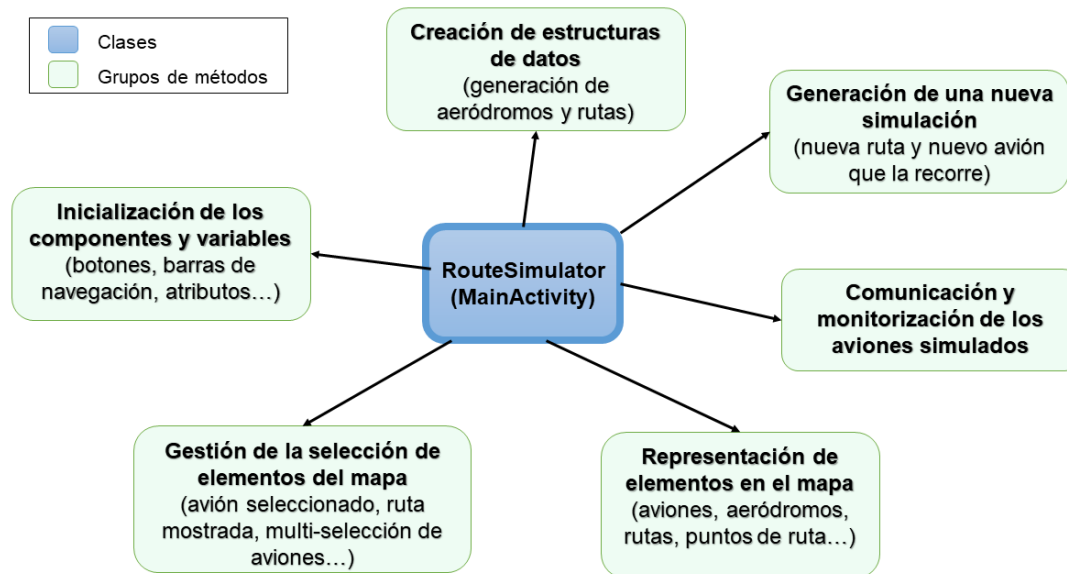 Clases
Grupos de métodos
Creación de estructuras
de datos
(generación de
aeródromos y rutas)
Generación de una nueva
simulación
(nueva ruta y nuevo avión
que la recorre)
Inicialización de los
componentes y variables
(botones, barras de
navegación, atributos…)
RouteSimulator
(MainActivity)
Comunicación y
monitorización de los
aviones simulados
Gestión de la selección de
elementos del mapa
(avión seleccionado, ruta
mostrada, multi-selección de
aviones…)
Representación de
elementos en el mapa
(aviones, aeródromos,
rutas, puntos de ruta…)